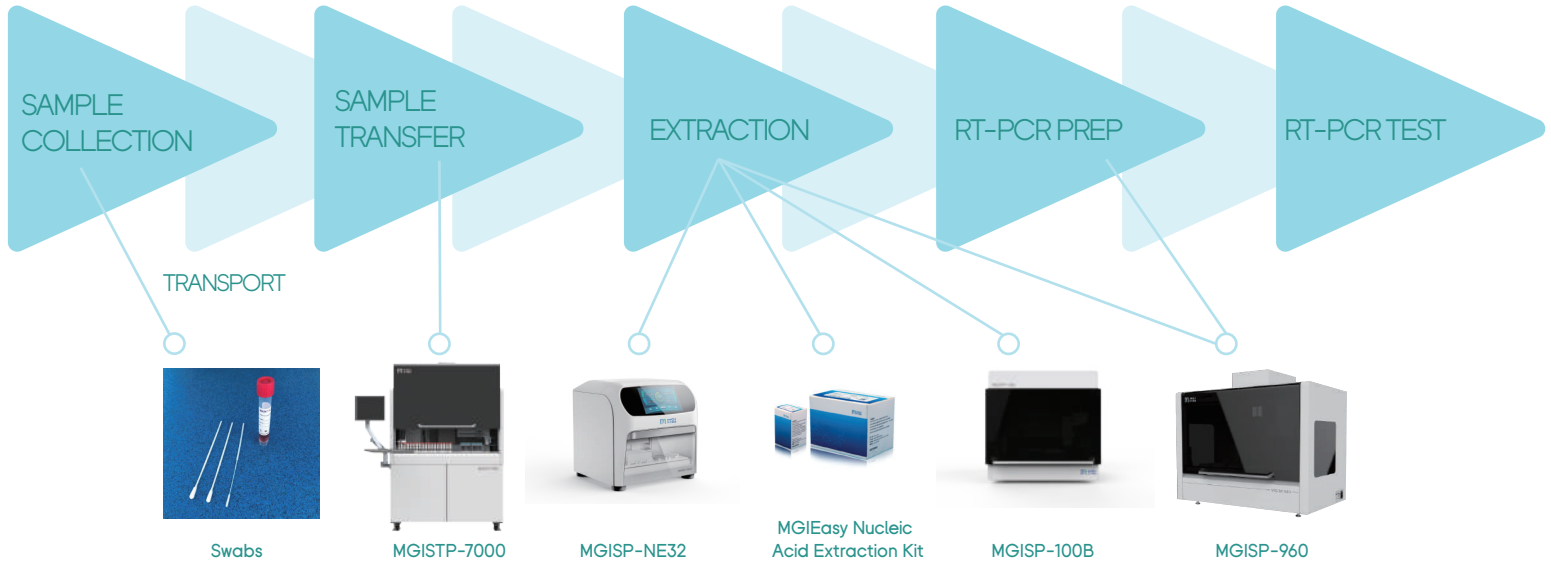 SAMPLE
COLLECTION
SAMPLE
TRANSFER
EXTRACTION
RT-PCR PREP
RT-PCR TEST
TRANSPORT
Swabs
MGISTP-7000
MGISP-NE32
MGIEasy Nucleic
Acid Extraction Kit
MGISP-100B
MGISP-960